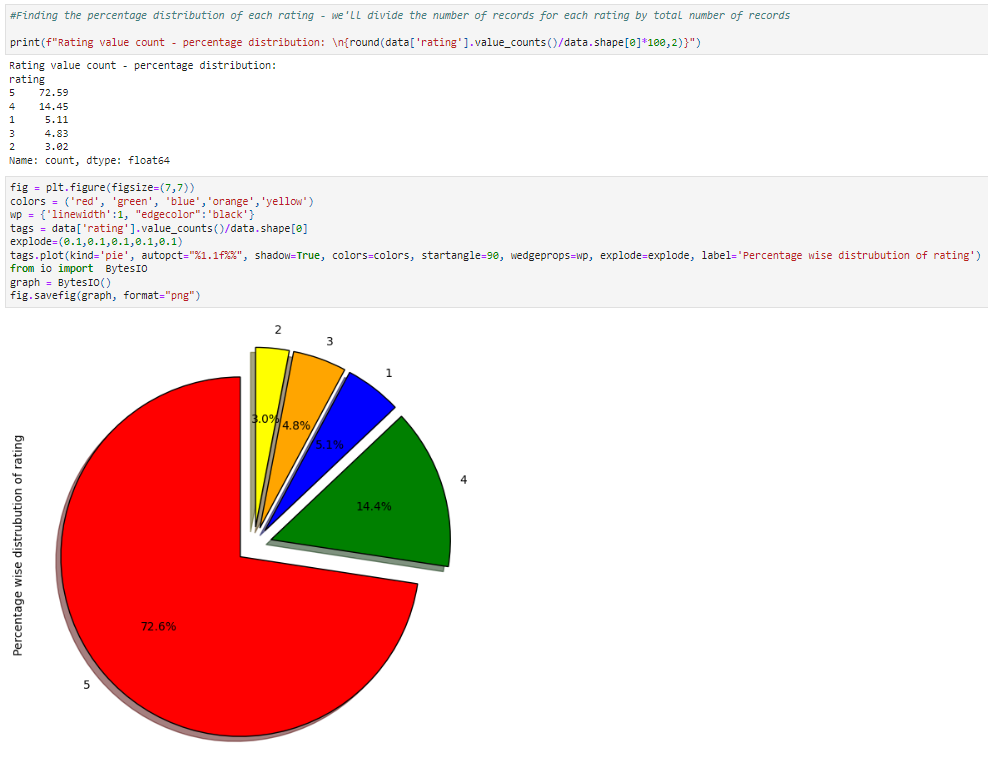 #Finding the percentage distribution of each rating - we'll divide the number of records for each rating by total number of records
print(f"Rating value count - percentage distribution: \n{round(data['rating'].value_counts()/data.shape[0]*100,2)}")
Rating value count - percentage distribution:
rating
5    72.59
4    14.45
1     5.11
3     4.83
2     3.02
Name: count, dtype: float64
fig = plt.figure(figsize=(7,7))
colors = ('red', 'green', 'blue','orange','yellow')
wp = {'linewidth':1, "edgecolor":'black'}
tags = data['rating'].value_counts()/data.shape[0]
explode=(0.1,0.1,0.1,0.1,0.1)
tags.plot(kind='pie', autopct="%1.1f%%", shadow=True, colors=colors, startangle=90, wedgeprops=wp, explode=explode, label='Percentage wise distrubution of rating')
from io import  BytesIO
graph = BytesIO()
fig.savefig(graph, format="png")
2
3
1
3.0%
4.8%
5.1%
4
14.4%
Percentage wise distrubution of rating
72.6%
5